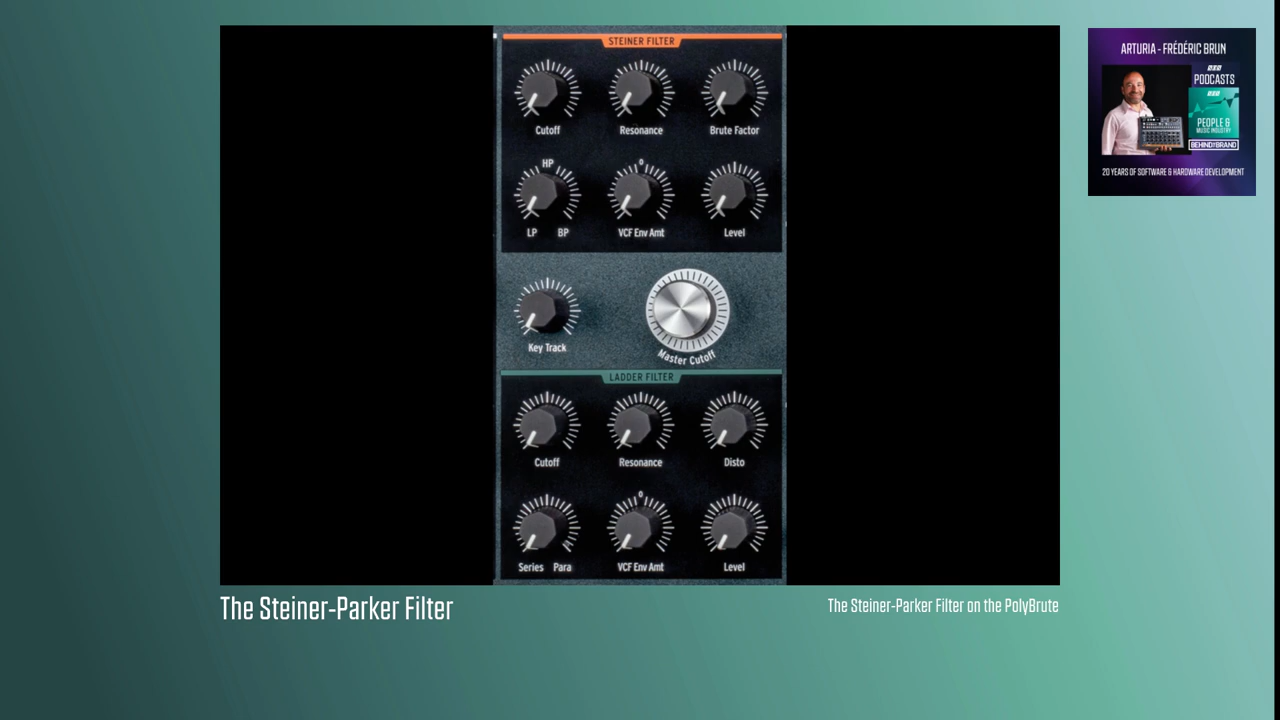 STEINER FILTER
Cutoff Resonance Brute Factor
HP 0
LP BP VCF Env Amt Level
Key Track Master Cutoff
LADDER FILTER
Cutoff Resonance Disto
0
Series Para VCF Env Amt Level
The Steiner-Parker Filter
The Steiner-Parker Filter on the PolyBrute
ARTURIA - FRÉDÉRIC BRUN
PODCASTS
PEOPLE &
MUSIC INDUSTRY
BEHIND THE BRAND
20 YEARS OF SOFTWARE & HARDWARE DEVELOPMENT